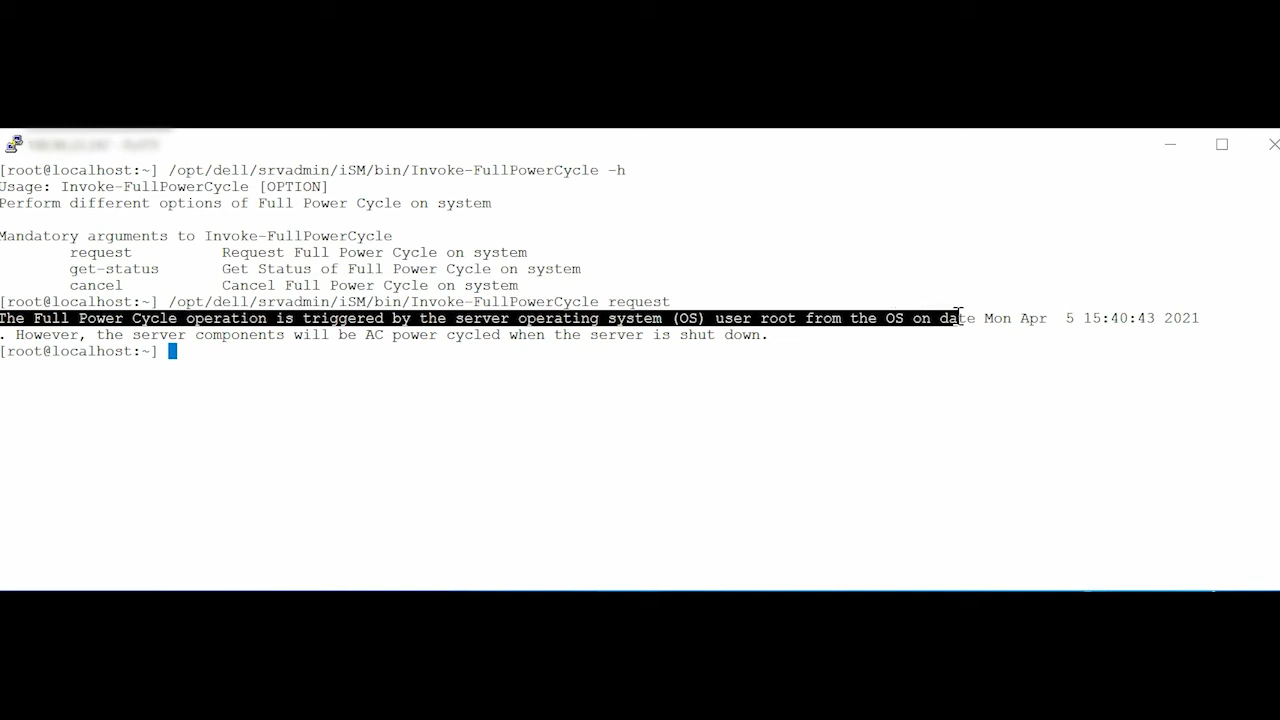 [root@localhost:~] /opt/dell/srvadmin/iSM/bin/Invoke-FullPowerCycle -h
Usage: Invoke-FullPowerCycle [OPTION]
Perform different options of Full Power Cycle on system
Mandatory arguments to Invoke-FullPowerCycle
request Request Full Power Cycle on system
get-status Get Status of Full Power Cycle on system
cancel Cancel Full Power Cycle on system
[root@localhost:~] /opt/dell/srvadmin/iSM/bin/Invoke-FullPowerCycle request
The Full Power Cycle operation is triggered by the server operating system (OS) user root from the OS on date Mon Apr  5 15:40:43 2021
. However, the server components will be AC power cycled when the server is shut down.
[root@localhost:~]